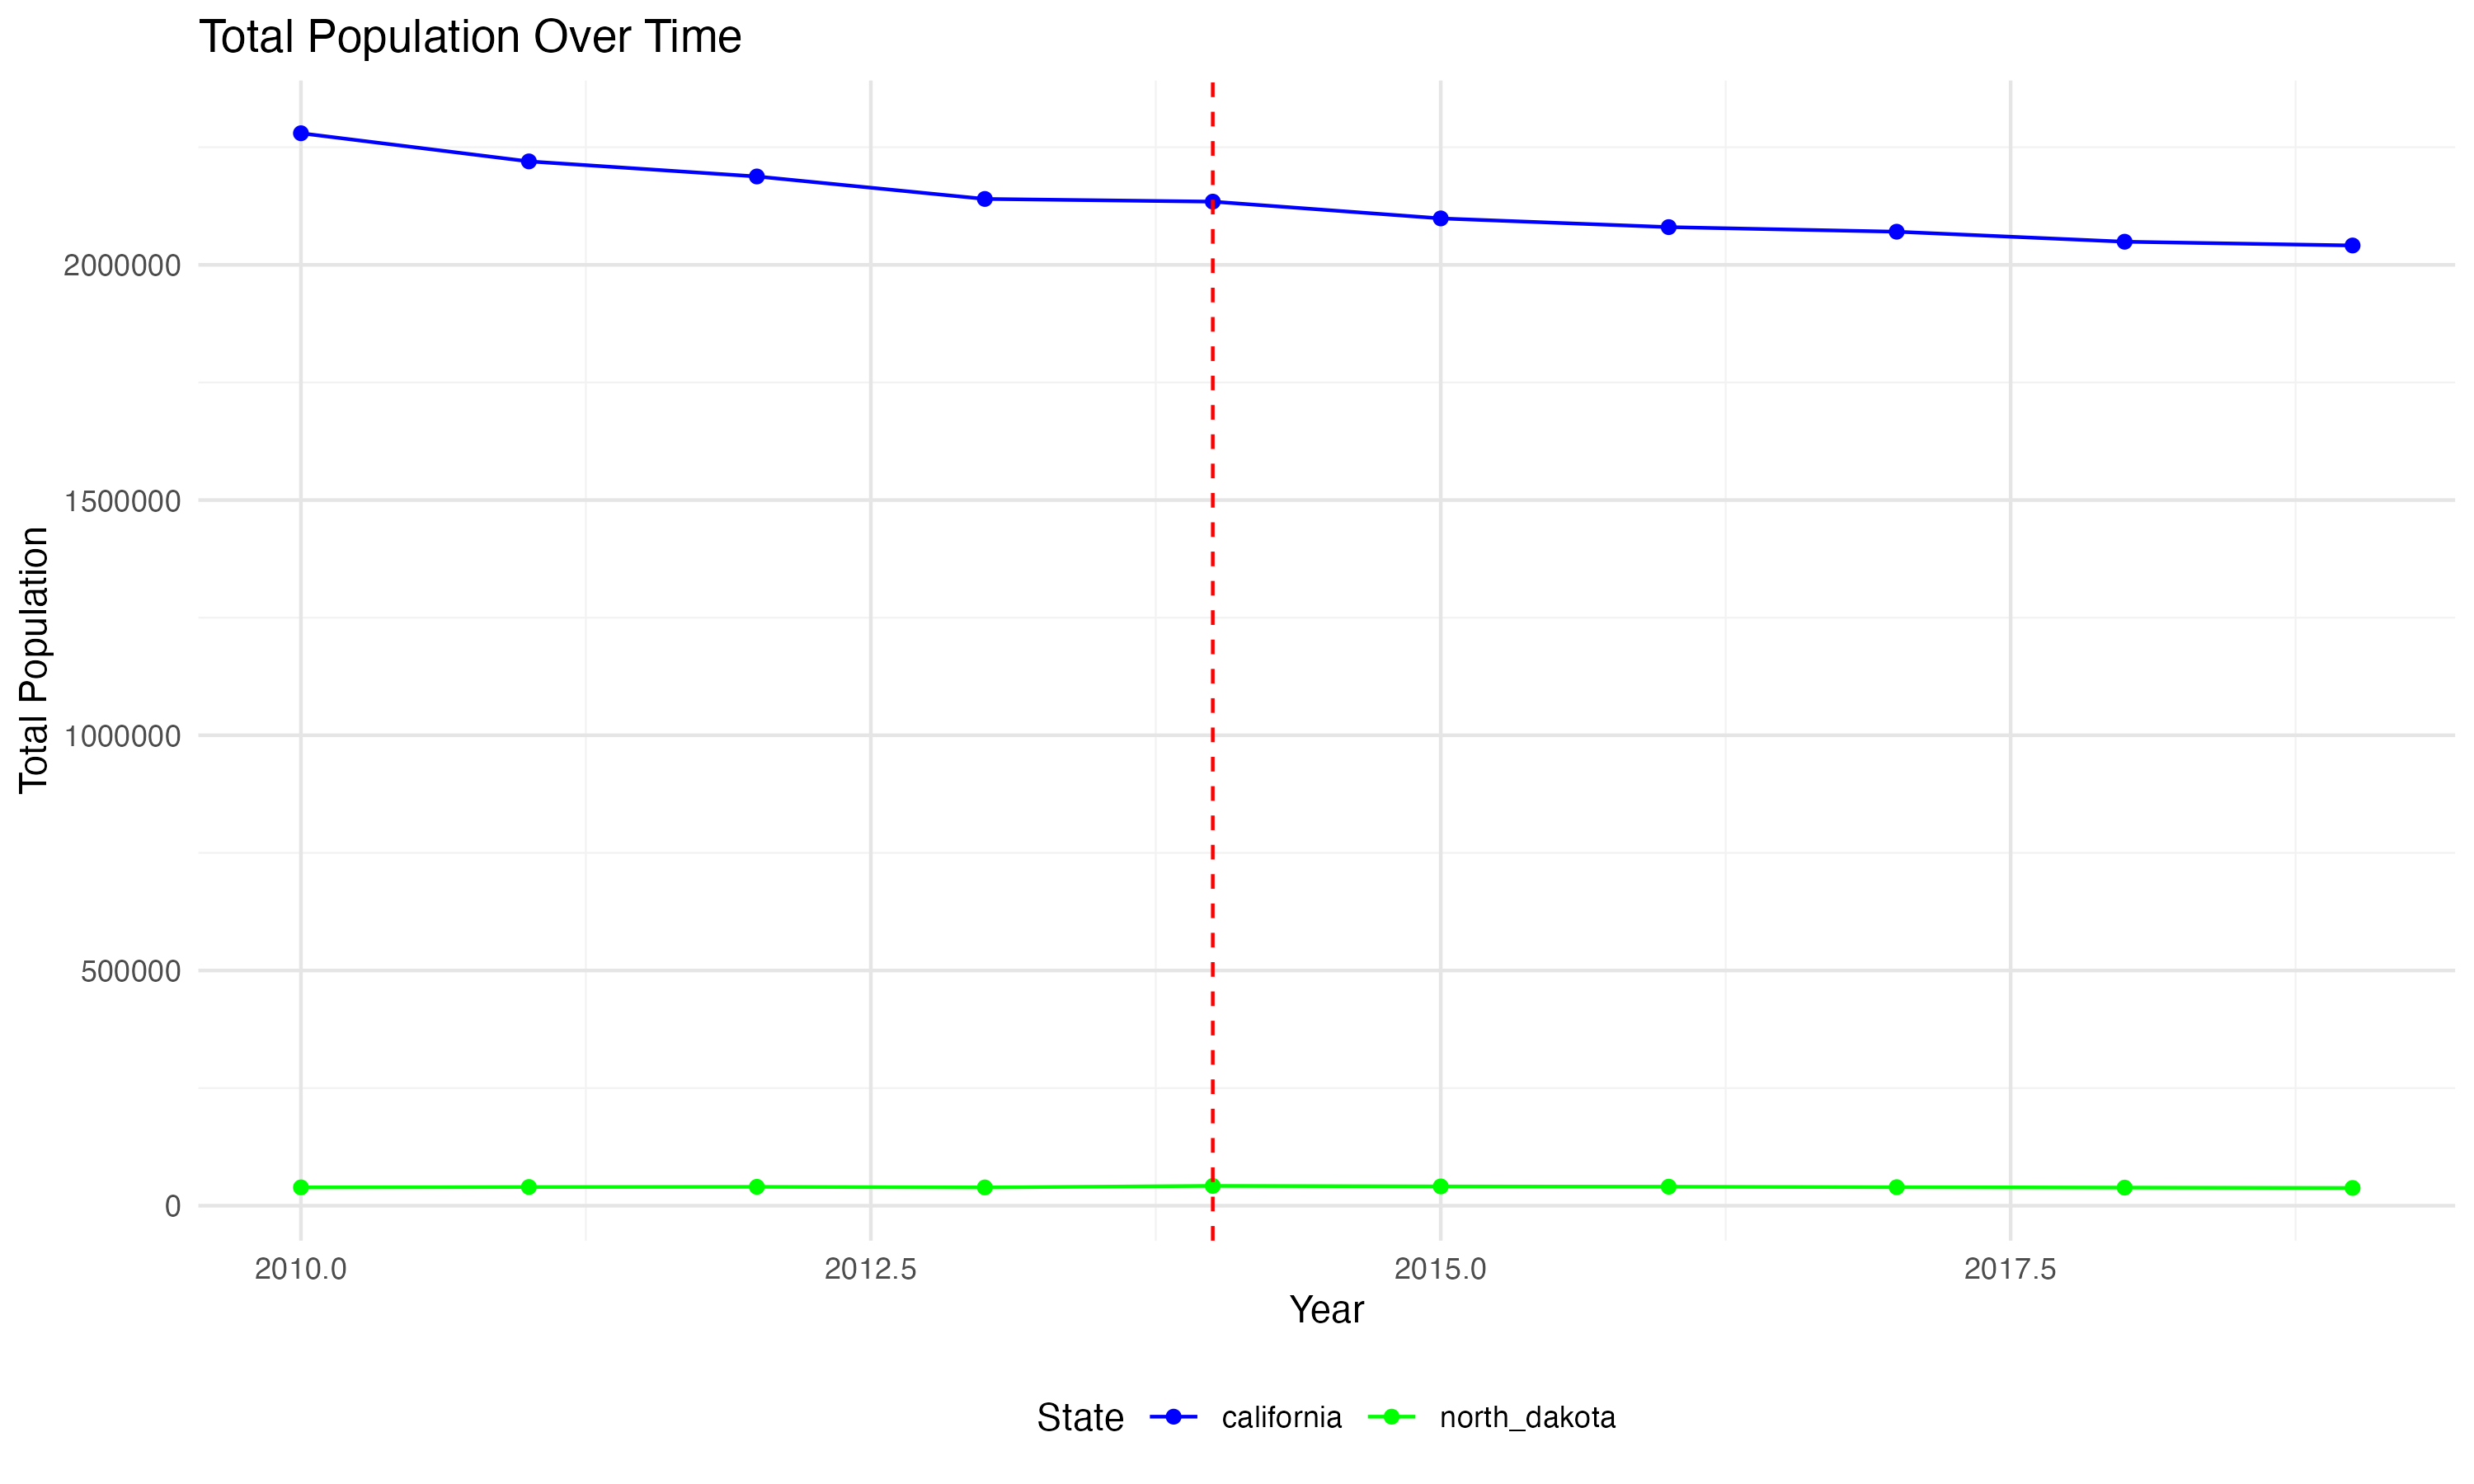 Total Population Over Time
Total Population
2000000
1500000
1000000
500000
0
2010.0 2012.5 2015.0 2017.5
Year
State california north_dakota